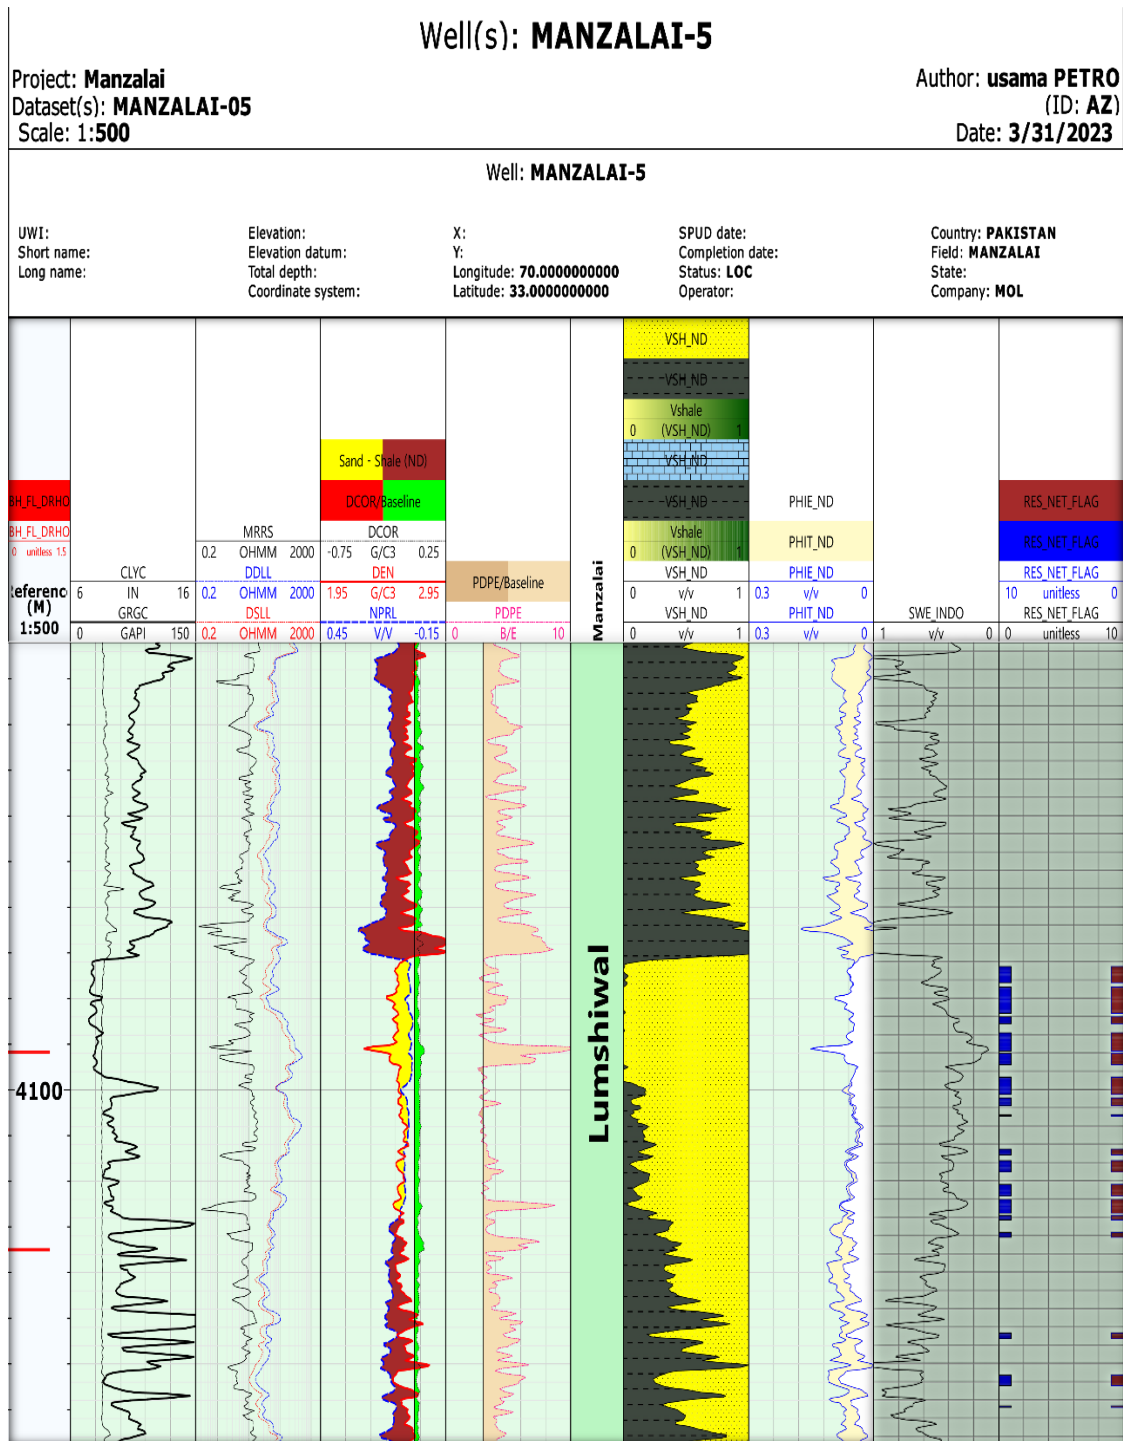 Well(s): MANZALAI-5
Project: Manzalai
Dataset(s): MANZALAI-05
Scale: 1:500
Author: usama PETRO
(ID: AZ)
Date: 3/31/2023
Well: MANZALAI-5
UWI:
Short name:
Long name:
Elevation:
Elevation datum:
Total depth:
Coordinate system:
X:
Y:
Longitude: 70.0000000000
Latitude: 33.0000000000
SPUD date:
Completion date:
Status: LOC
Operator:
Country: PAKISTAN
Field: MANZALAI
State:
Company: MOL
BH_FL_DRHO
BH_FL_DRHO
0 unitless 1.5
Referenc
(M)
1:500
CLYC
6 IN 16
GRGC
0 GAPI 150
MRRS
0.2 OHMM 2000
DDLL
0.2 OHMM 2000
DSLL
0.2 OHMM 2000
Sand - Shale (ND)
DCOR/Baseline
DCOR
-0.75 G/C3 0.25
DEN
1.95 G/C3 2.95
NPRL
0.45 V/V -0.15
PDPE/Baseline
PDPE
0 B/E 10
Manzalai
VSH_ND
VSH_ND
Vshale
0 (VSH_ND) 1
VSH_ND
VSH_ND
Vshale
0 (VSH_ND) 1
VSH_ND
0 v/v 1
VSH_ND
0 v/v 1
PHIE_ND
PHIT_ND
PHIE_ND
0.3 v/v 0
PHIT_ND
0.3 v/v 0
SWE_INDO
1 v/v 0
RES_NET_FLAG
RES_NET_FLAG
RES_NET_FLAG
10 unitless 0
RES_NET_FLAG
0 unitless 10
4100
Lumshiwal